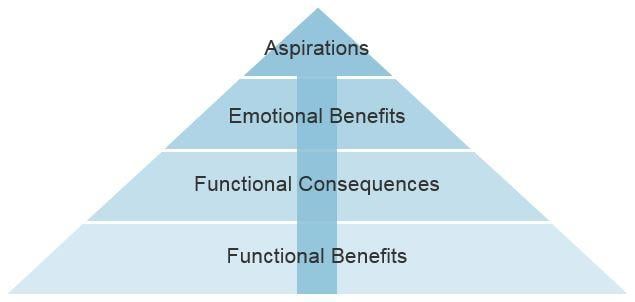 Aspirations
Emotional Benefits
Functional Consequences
Functional Benefits